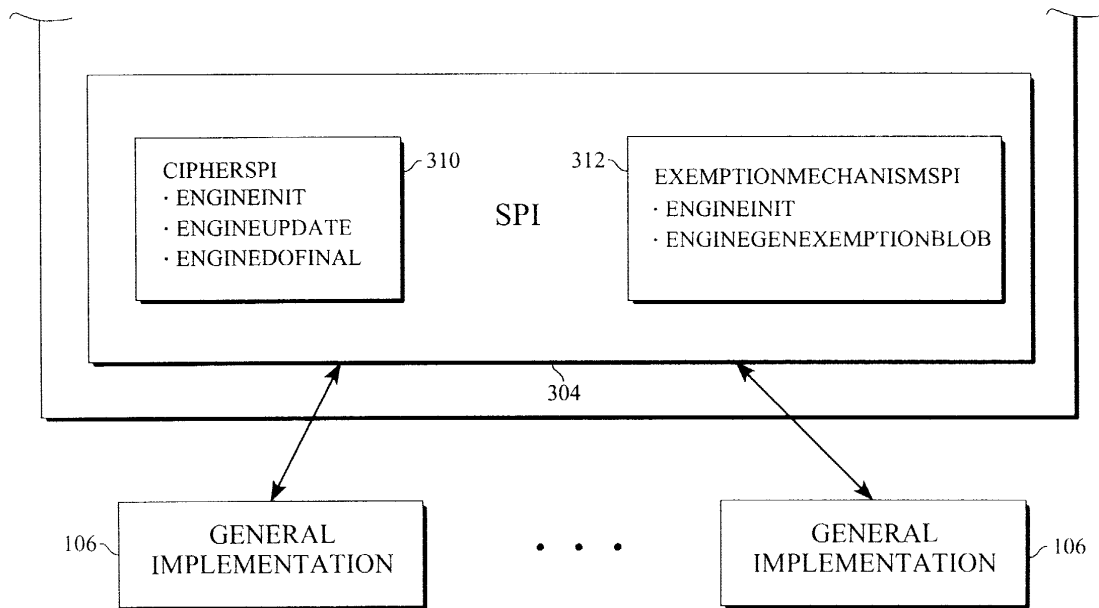 CIPHERSPI
· ENGINEINIT
· ENGINEUPDATE
· ENGINEDOFINAL
310
SPI
312
EXEMPTIONMECHANISMSPI
· ENGINEINIT
· ENGINEGENEXEMPTIONBLOB
304
106
GENERAL
IMPLEMENTATION
• • •
GENERAL
IMPLEMENTATION
106